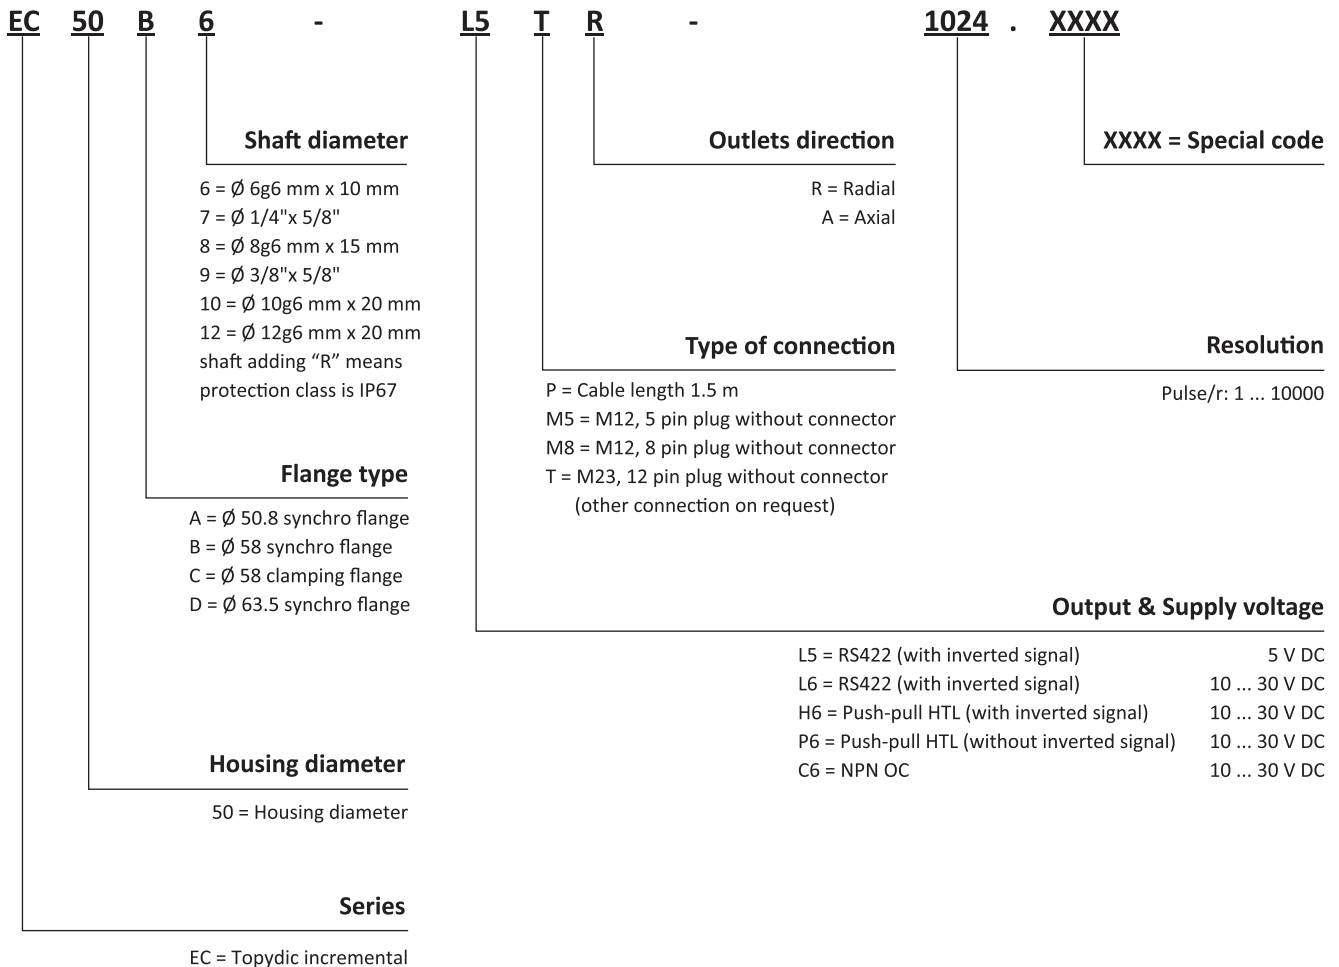 EC 50 B 6 - L5 T R - 1024 . XXXX
Shaft diameter
6 = Ø 6g6 mm x 10 mm
7 = Ø 1/4"x 5/8"
8 = Ø 8g6 mm x 15 mm
9 = Ø 3/8"x 5/8"
10 = Ø 10g6 mm x 20 mm
12 = Ø 12g6 mm x 20 mm
shaft adding “R” means
protection class is IP67
Flange type
A = Ø 50.8 synchro flange
B = Ø 58 synchro flange
C = Ø 58 clamping flange
D = Ø 63.5 synchro flange
Housing diameter
50 = Housing diameter
Series
EC = Topydic incremental
Outlets direction
R = Radial
A = Axial
Type of connection
P = Cable length 1.5 m
M5 = M12, 5 pin plug without connector
M8 = M12, 8 pin plug without connector
T = M23, 12 pin plug without connector
(other connection on request)
XXXX = Special code
Resolution
Pulse/r: 1 ... 10000
Output & Supply voltage
L5 = RS422 (with inverted signal) 5 V DC
L6 = RS422 (with inverted signal) 10 ... 30 V DC
H6 = Push-pull HTL (with inverted signal) 10 ... 30 V DC
P6 = Push-pull HTL (without inverted signal) 10 ... 30 V DC
C6 = NPN OC 10 ... 30 V DC